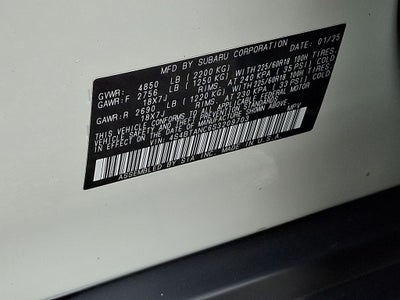 MFD BY SUBARU CORPORATION 01/25
GVWR: 4850 LB (2200 KG)
GAWR:F 2756 LB (1250 KG) WITH 225/60R18 100H TIRES,
18X7J RIMS, AT 240 KPA (35 PSI) COLD
GAWR:R 2690 LB (1220 KG) WITH 225/60R18 100H TIRES,
18X7J RIMS, AT 230 KPA (33 PSI) COLD
THIS VEHICLE CONFORMS TO ALL APPLICABLE FEDERAL MOTOR
VEHICLE SAFETY, BUMPER, AND THEFT PREVENTION STANDARDS
IN EFFECT ON THE DATE OF MANUFACTURE SHOWN ABOVE.
VIN: MPV
ASSEMBLED BY SIA INC. IN U.S.A.